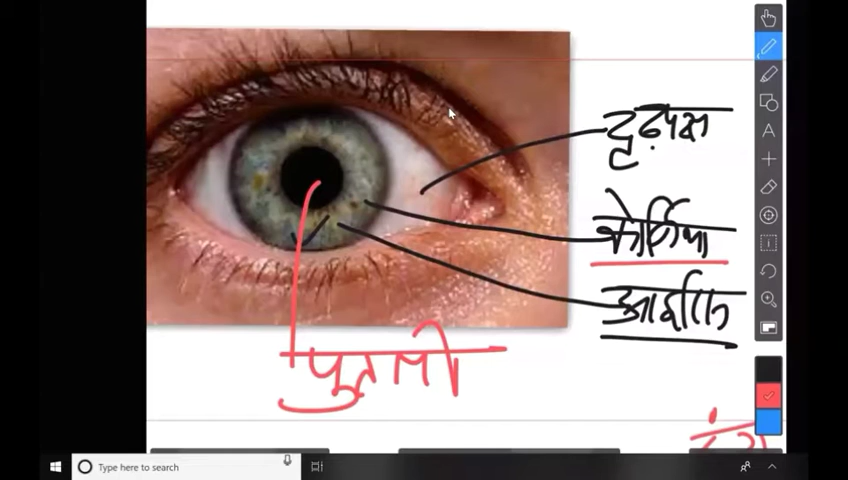 दृढ़पटल
कॉर्निया
आइरिस
पुतली
रंग
Type here to search